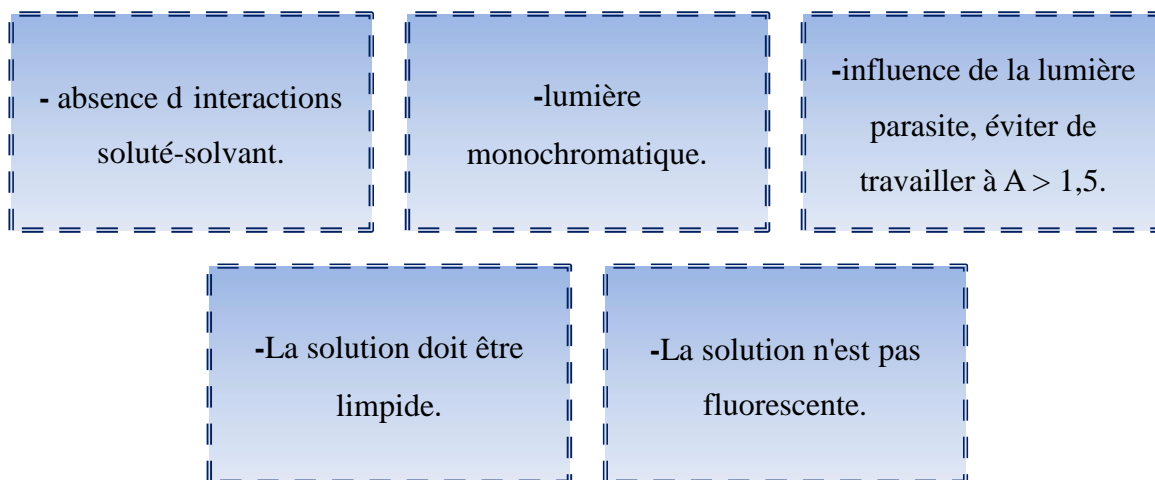 - absence d interactions
soluté-solvant.
-lumière
monochromatique.
-influence de la lumière
parasite, éviter de
travailler à A > 1,5.
-La solution doit être
limpide.
-La solution n'est pas
fluorescente.